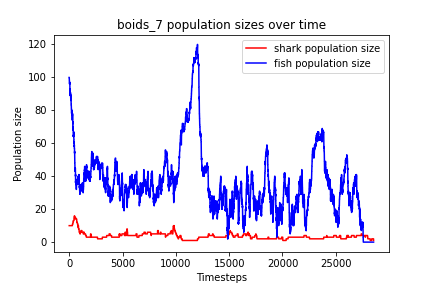 boids_7 population sizes over time
shark population size
fish population size
Population size
120
100
80
60
40
20
0
0 5000 10000 15000 20000 25000
Timesteps